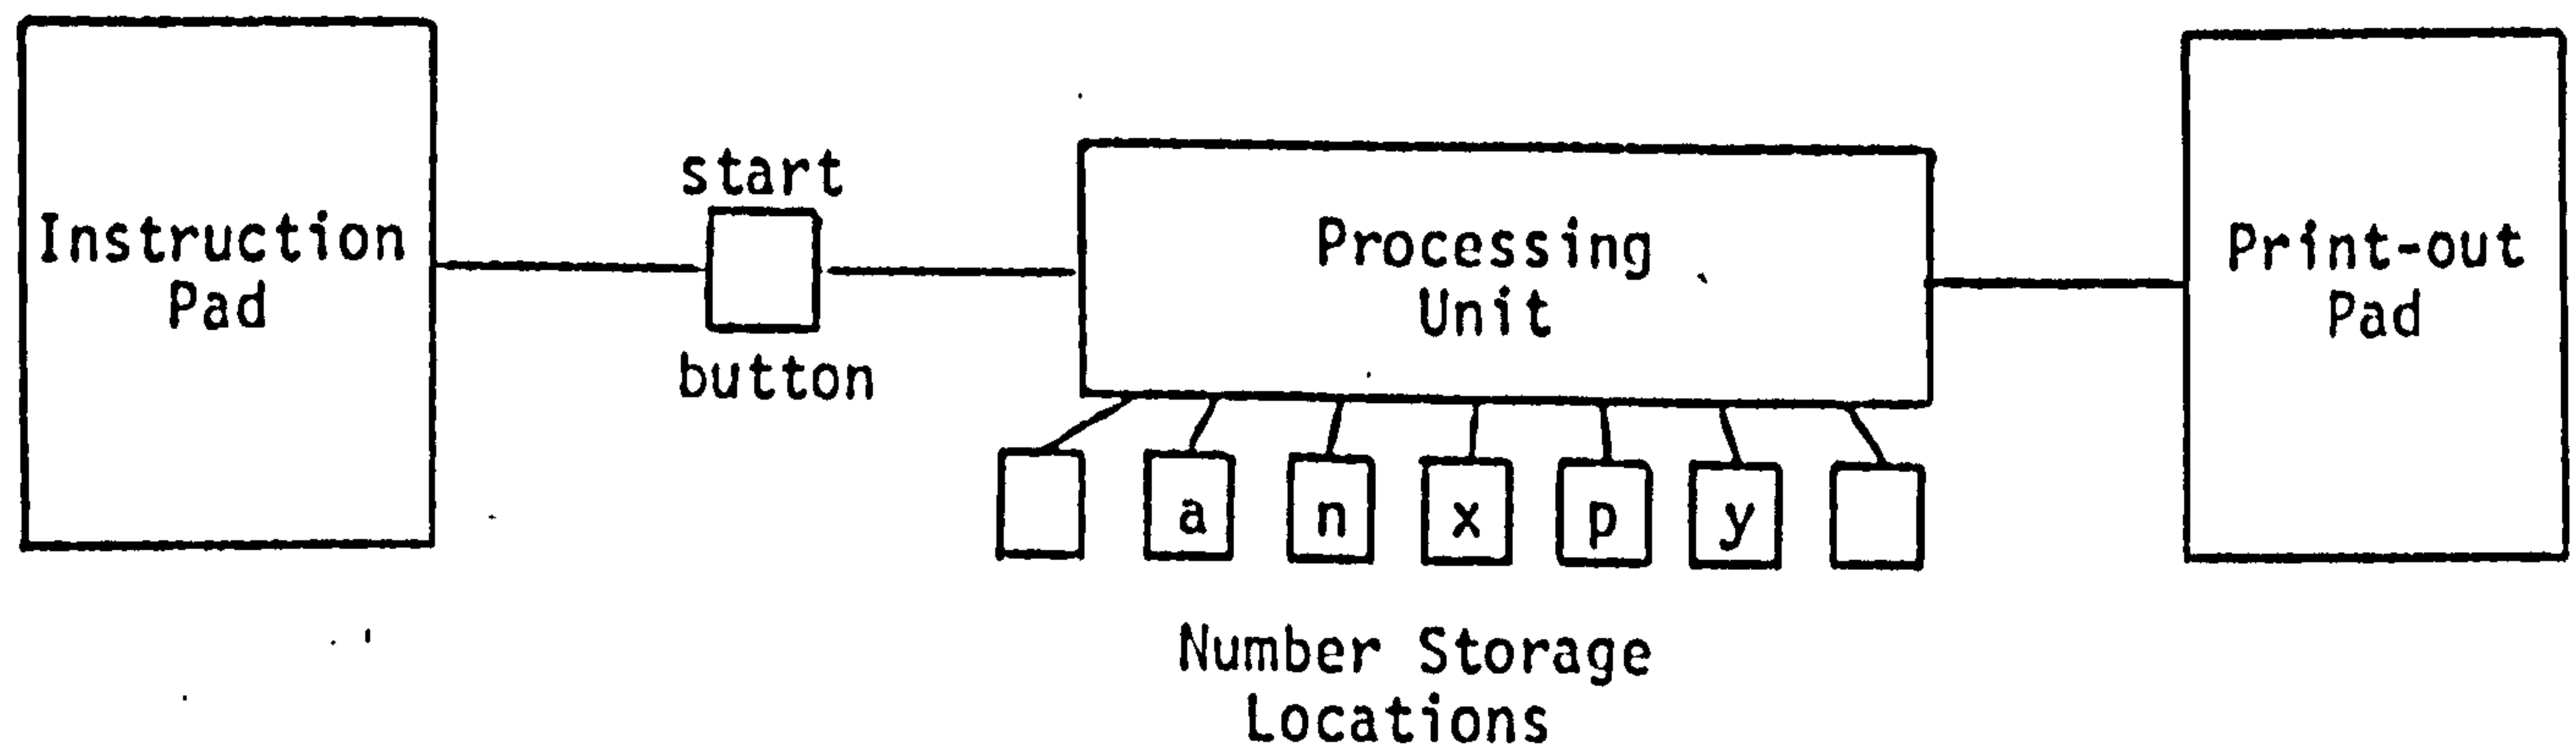 Instruction
Pad
start
button
Processing
Unit
a n x p y
Number Storage
Locations
Print-out
Pad